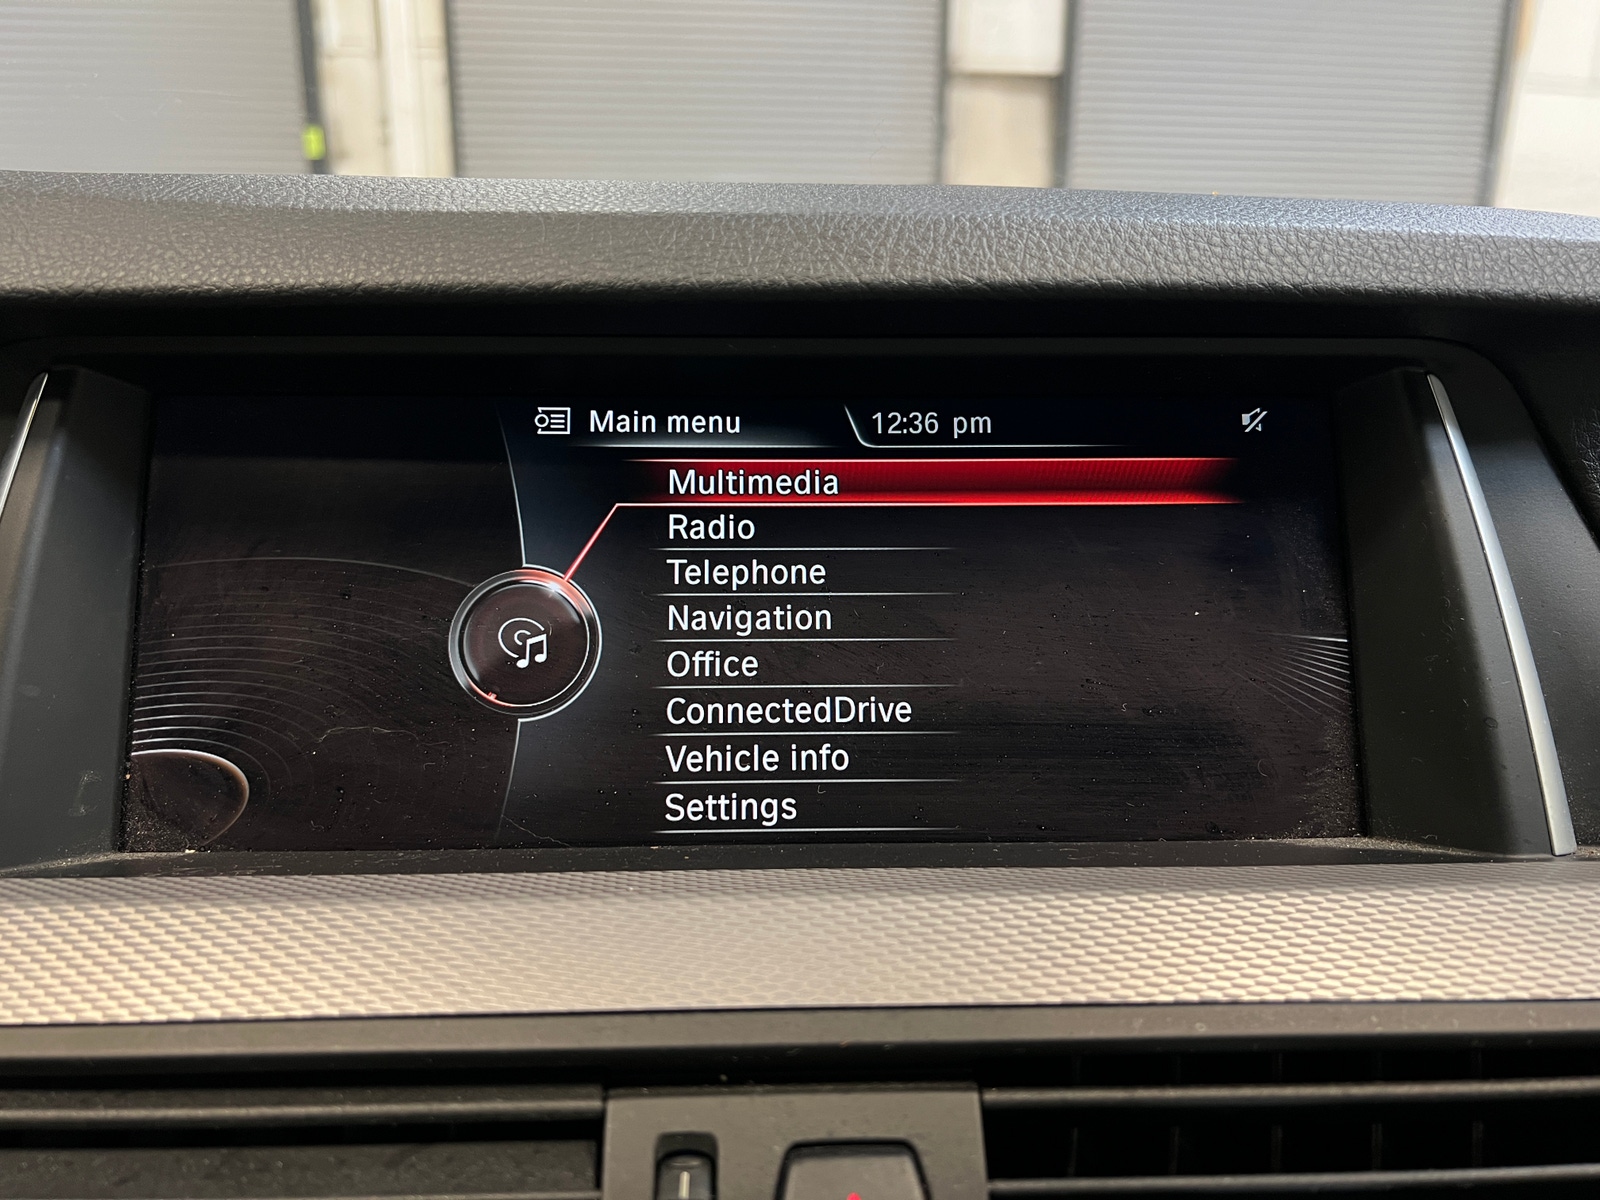 Main menu 12:36 pm
Multimedia
Radio
Telephone
Navigation
Office
ConnectedDrive
Vehicle info
Settings